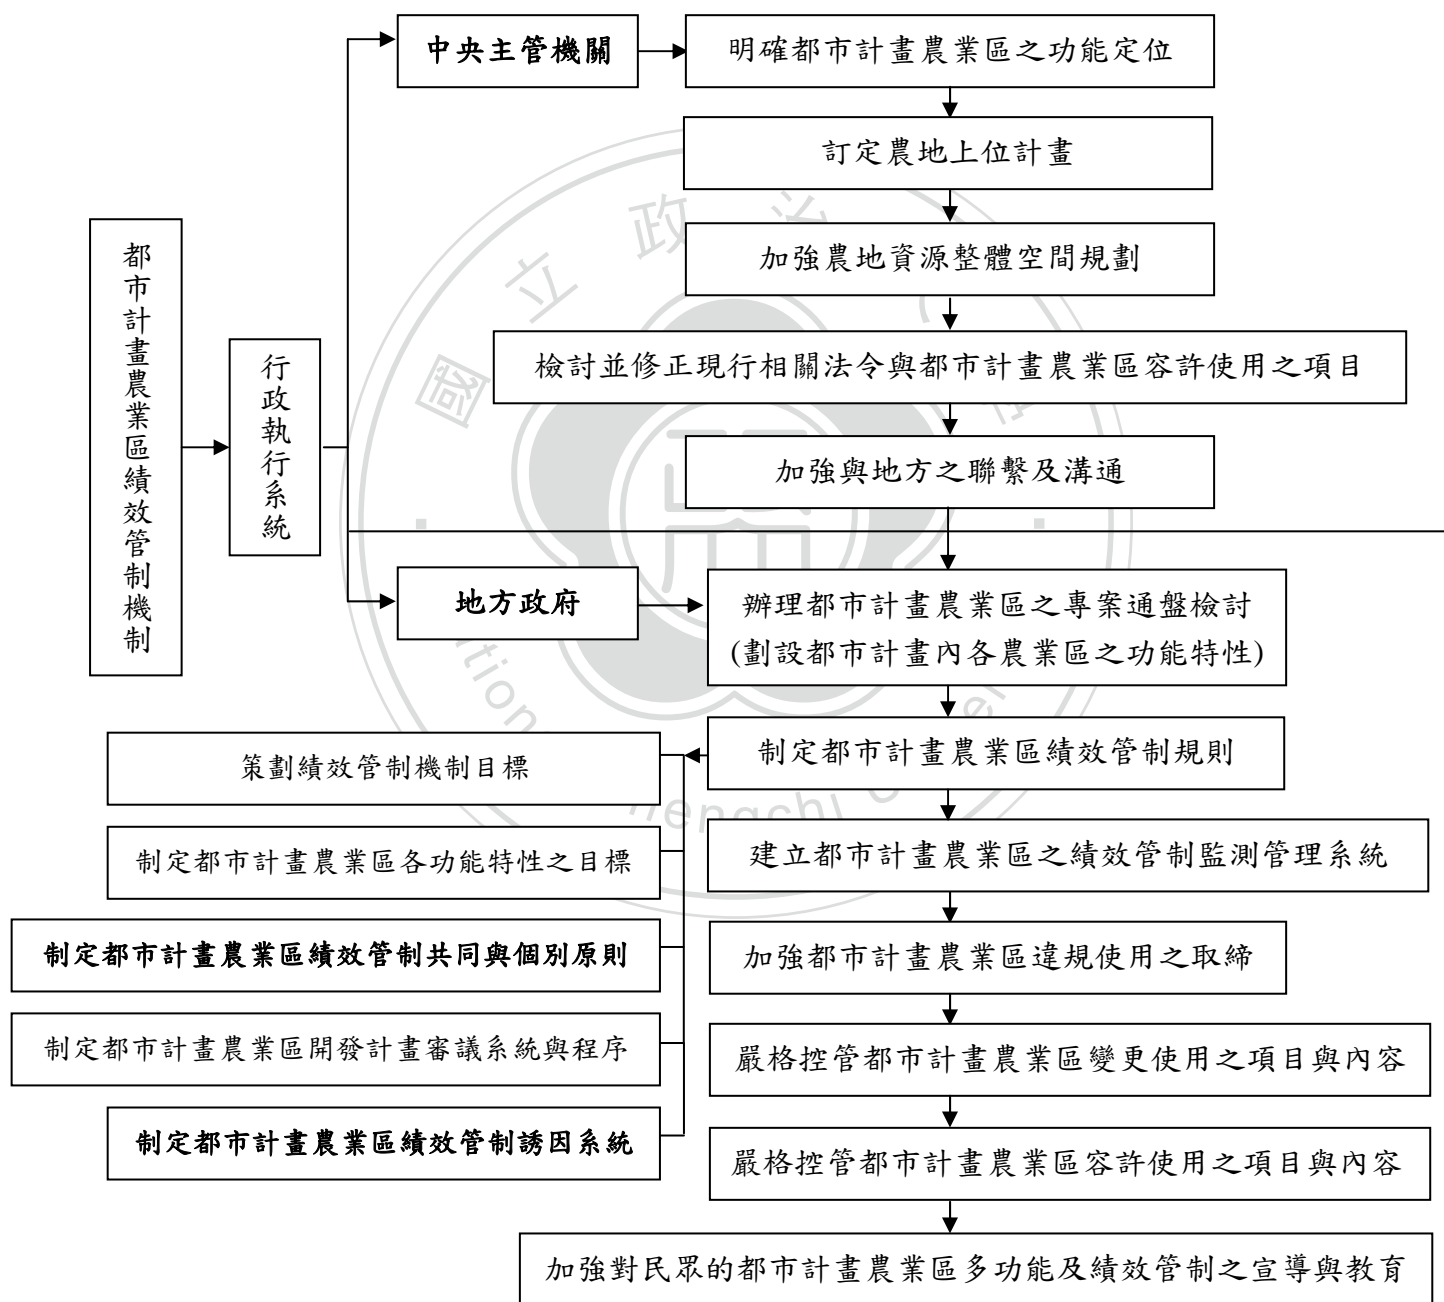 中央主管機關
明確都市計畫農業區之功能定位
訂定農地上位計畫
加強農地資源整體空間規劃
檢討並修正現行相關法令與都市計畫農業區容許使用之項目
加強與地方之聯繫及溝通
都市計畫農業區績效管制機制
行政執行系統
地方政府
辦理都市計畫農業區之專案通盤檢討
(劃設都市計畫內各農業區之功能特性)
制定都市計畫農業區績效管制規則
策劃績效管制機制目標
制定都市計畫農業區各功能特性之目標
制定都市計畫農業區績效管制共同與個別原則
制定都市計畫農業區開發計畫審議系統與程序
制定都市計畫農業區績效管制誘因系統
建立都市計畫農業區之績效管制監測管理系統
加強都市計畫農業區違規使用之取締
嚴格控管都市計畫農業區變更使用之項目與內容
嚴格控管都市計畫農業區容許使用之項目與內容
加強對民眾的都市計畫農業區多功能及績效管制之宣導與教育
國立政治